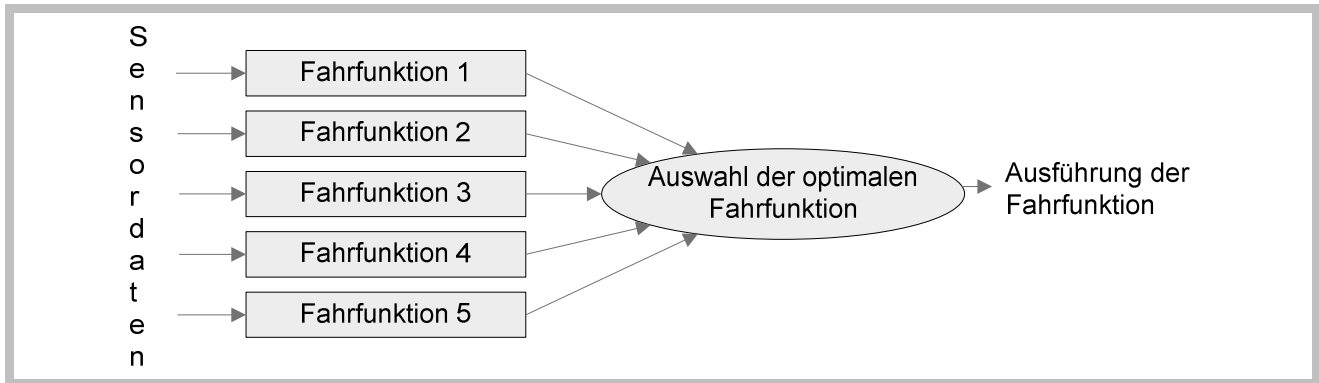 Sensordaten
Fahrfunktion 1
Fahrfunktion 2
Fahrfunktion 3
Fahrfunktion 4
Fahrfunktion 5
Auswahl der optimalen
Fahrfunktion
Ausführung der
Fahrfunktion